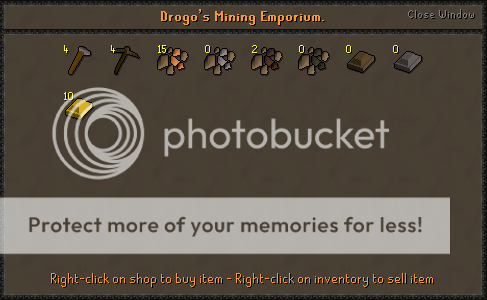 Drogo's Mining Emporium.
Close Window
4 4 15 0 2 0 0 0
10
photobucket
Protect more of your memories for less!
Right-click on shop to buy item - Right-click on inventory to sell item